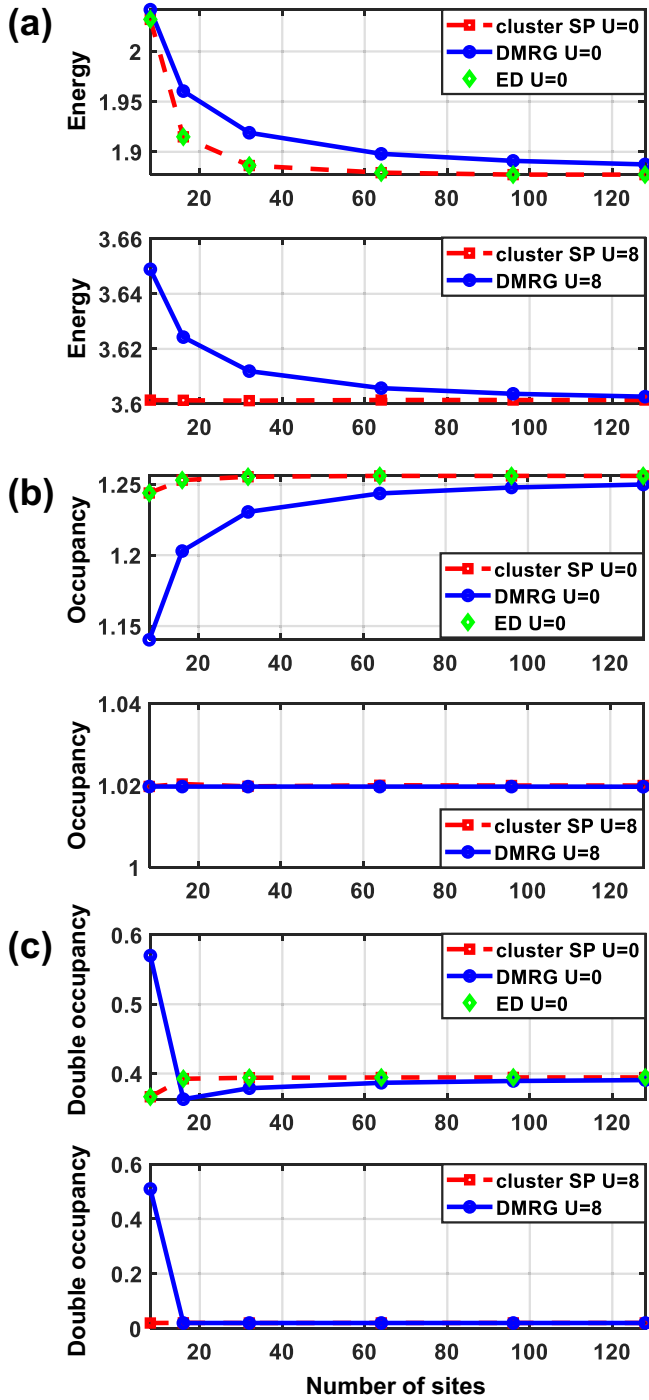 (a)
Energy
2
1.95
1.9
20 40 60 80 100 120
cluster SP U=0
DMRG U=0
ED U=0
Energy
3.66
3.64
3.62
3.6
20 40 60 80 100 120
cluster SP U=8
DMRG U=8
(b)
Occupancy
1.25
1.2
1.15
20 40 60 80 100 120
cluster SP U=0
DMRG U=0
ED U=0
Occupancy
1.04
1.02
1
20 40 60 80 100 120
cluster SP U=8
DMRG U=8
(c)
Double occupancy
0.6
0.5
0.4
20 40 60 80 100 120
cluster SP U=0
DMRG U=0
ED U=0
Double occupancy
0.6
0.4
0.2
0
20 40 60 80 100 120
cluster SP U=8
DMRG U=8
Number of sites